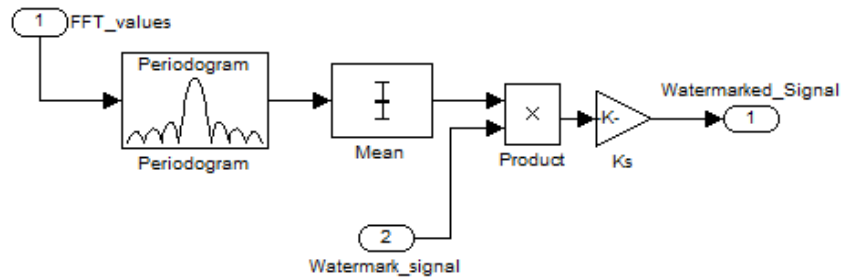 1
FFT_values
Periodogram
Periodogram
Mean
×
Product
-K-
Ks
Watermarked_Signal
1
2
Watermark_signal